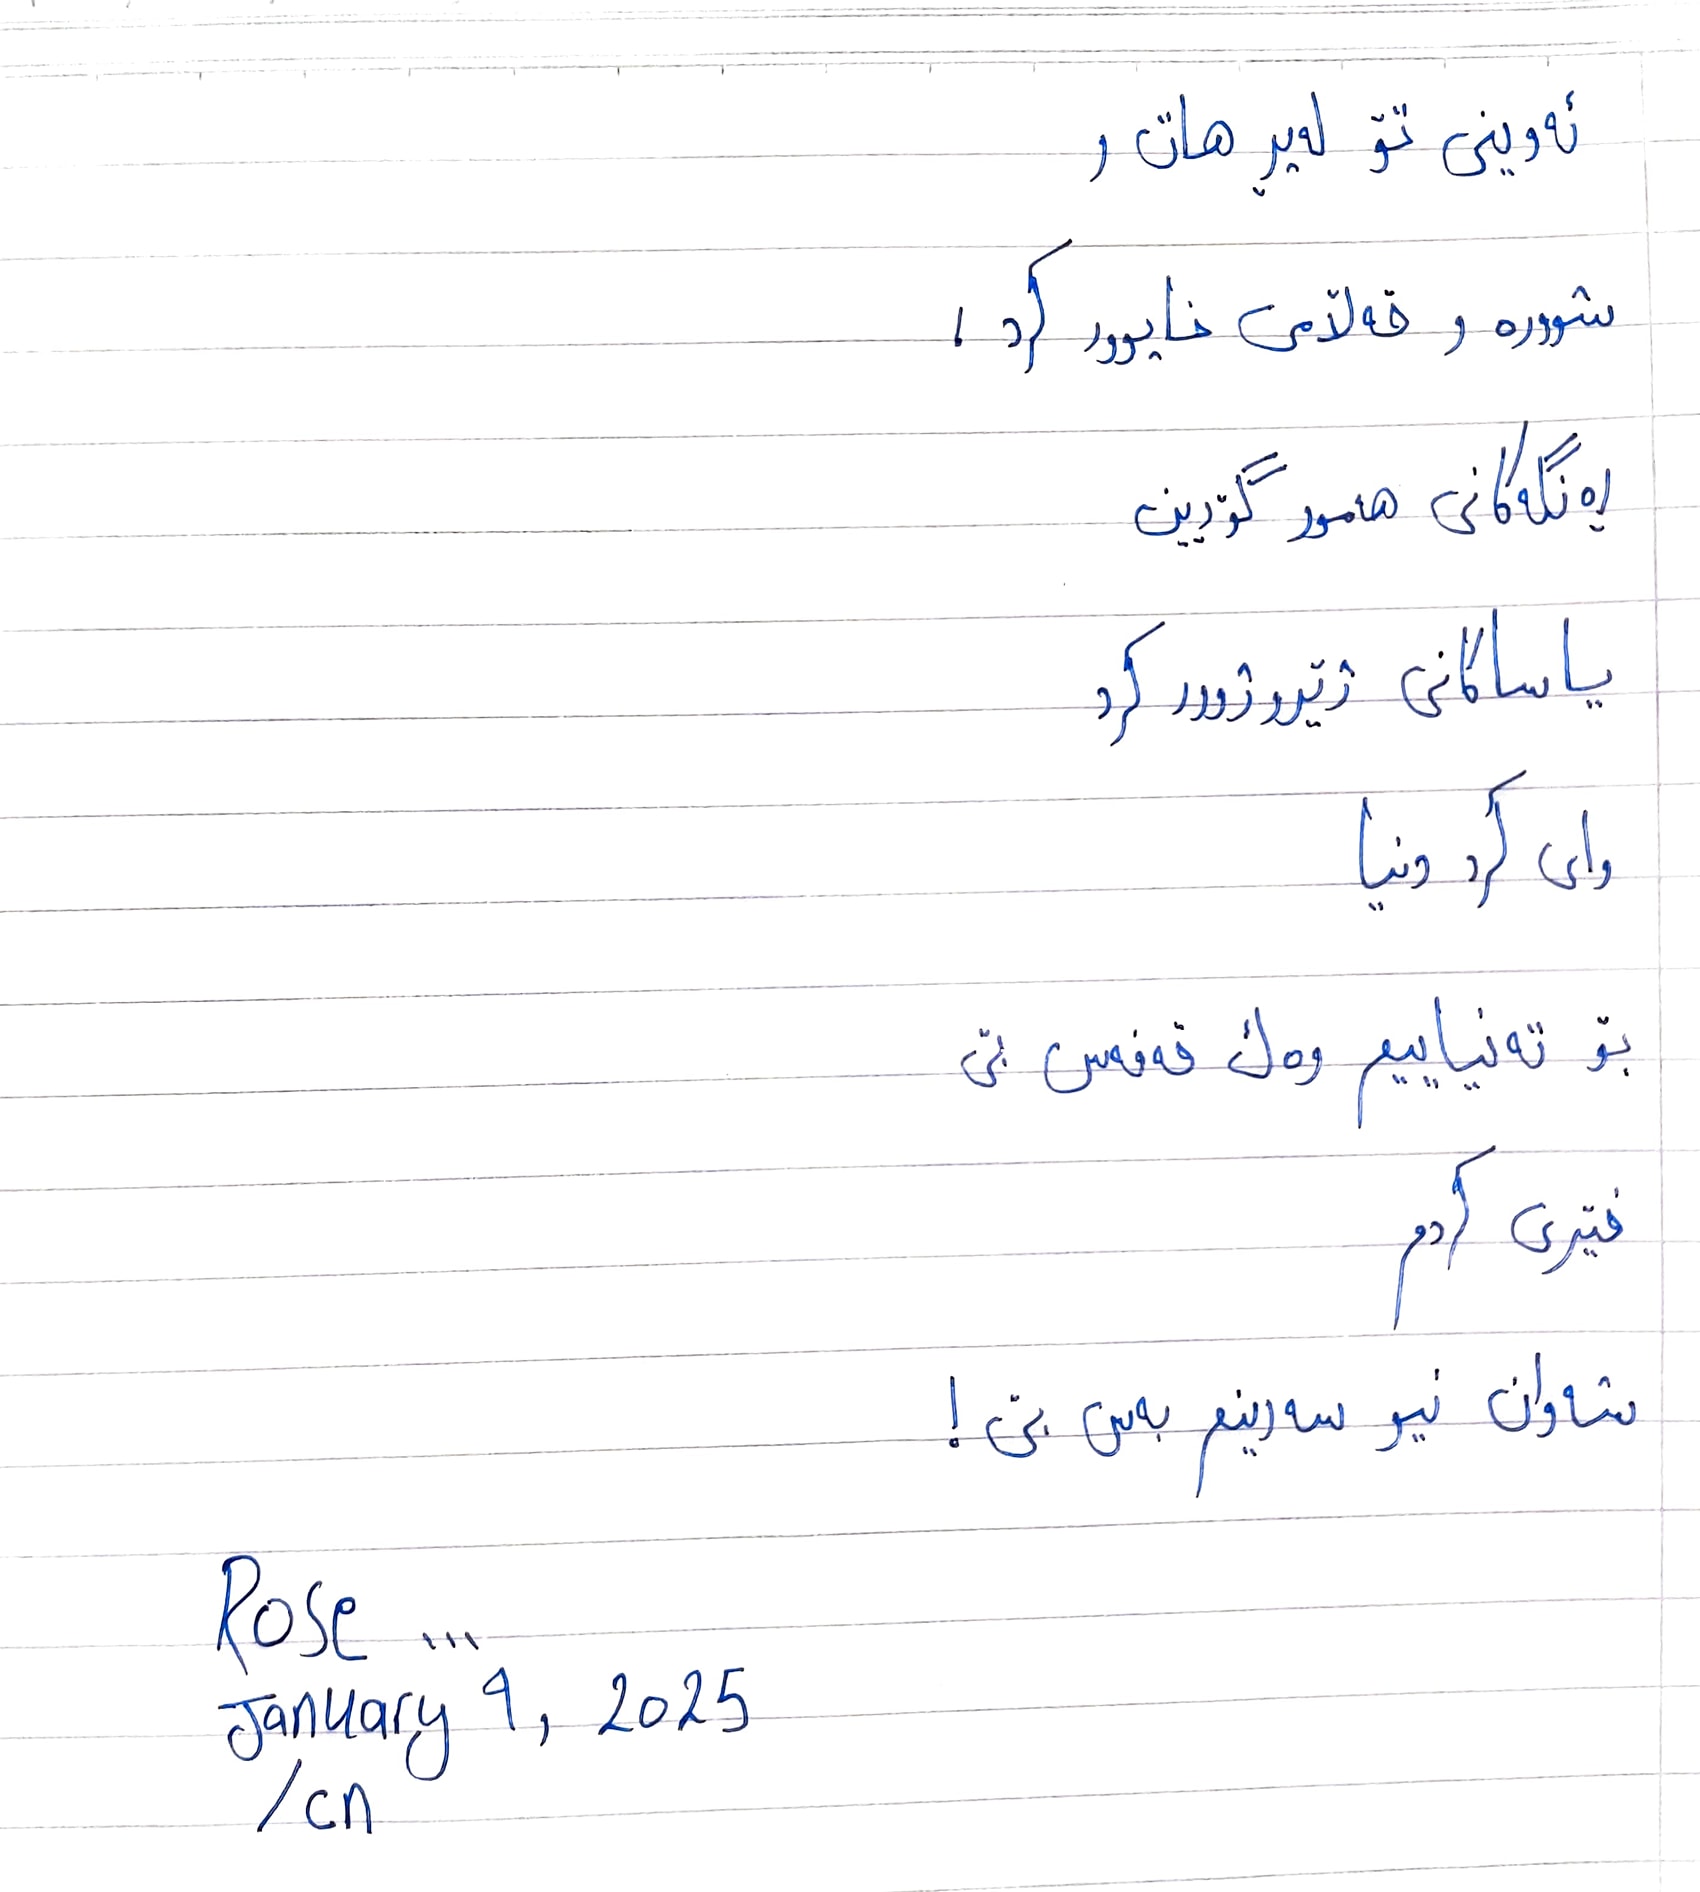 ئەوینی تۆ لەپڕ هات و
شوورە و قەڵامی خاپوور کرد،
ڕەنگەکانی هەموو گۆڕین
یاساکانی ژێروژوور کرد
وای کرد دنیا
بۆ تەنیاییم وەک قەفەس بێ
فێری کردم
شەوان نیو سەرینم بەس بێ!
Rose ...
January 9, 2025
/cn